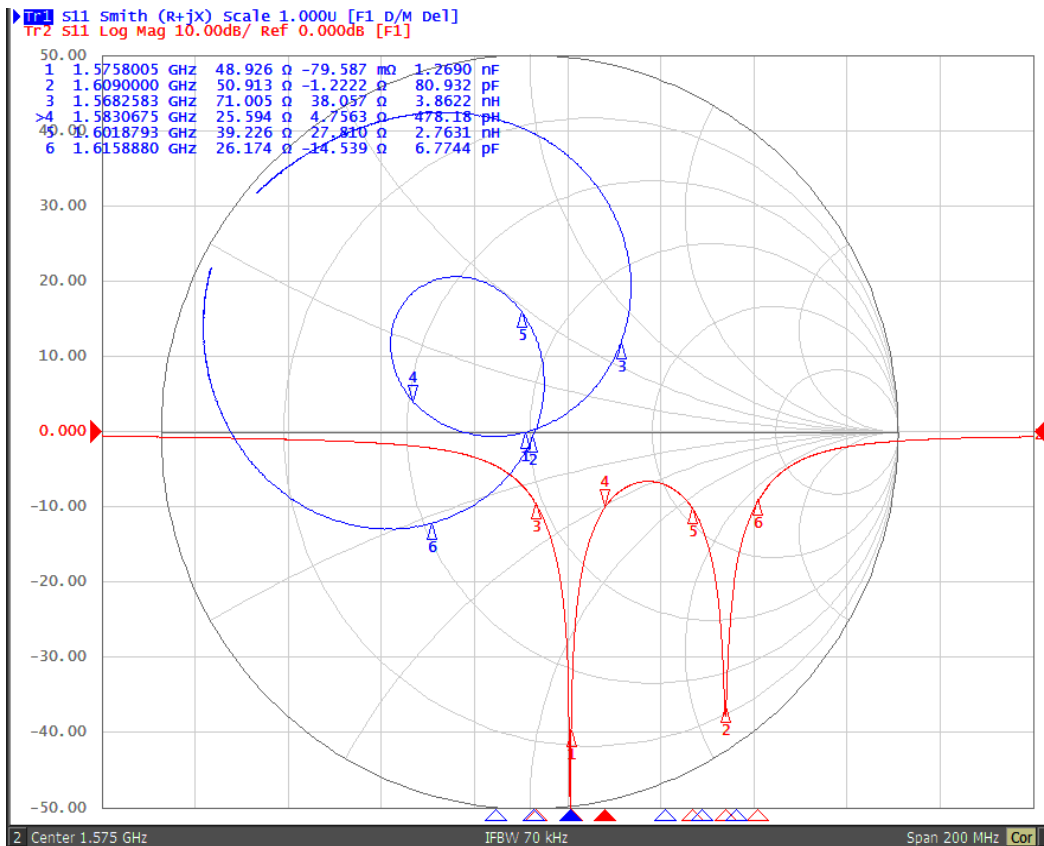 Tr1 S11 Smith (R+jX) Scale 1.000U [F1 D/M Del]
Tr2 S11 Log Mag 10.00dB/ Ref 0.000dB [F1]
50.00
1 1.5758005 GHz 48.926 Ω -79.587 mΩ 1.2690 nF
2 1.6090000 GHz 50.913 Ω -1.2222 Ω 80.932 pF
3 1.5682583 GHz 71.005 Ω 38.057 Ω 3.8622 nH
>4 1.5830675 GHz 25.594 Ω 4.7563 Ω 478.18 pH
40.00
5 1.6018793 GHz 39.226 Ω 27.810 Ω 2.7631 nH
6 1.6158880 GHz 26.174 Ω -14.539 Ω 6.7744 pF
30.00
20.00
5
10.00
3
4
0.000
1
2
-10.00
4
3
5
6
6
-20.00
-30.00
-40.00
2
1
-50.00
2 Center 1.575 GHz IFBW 70 kHz Span 200 MHz Cor